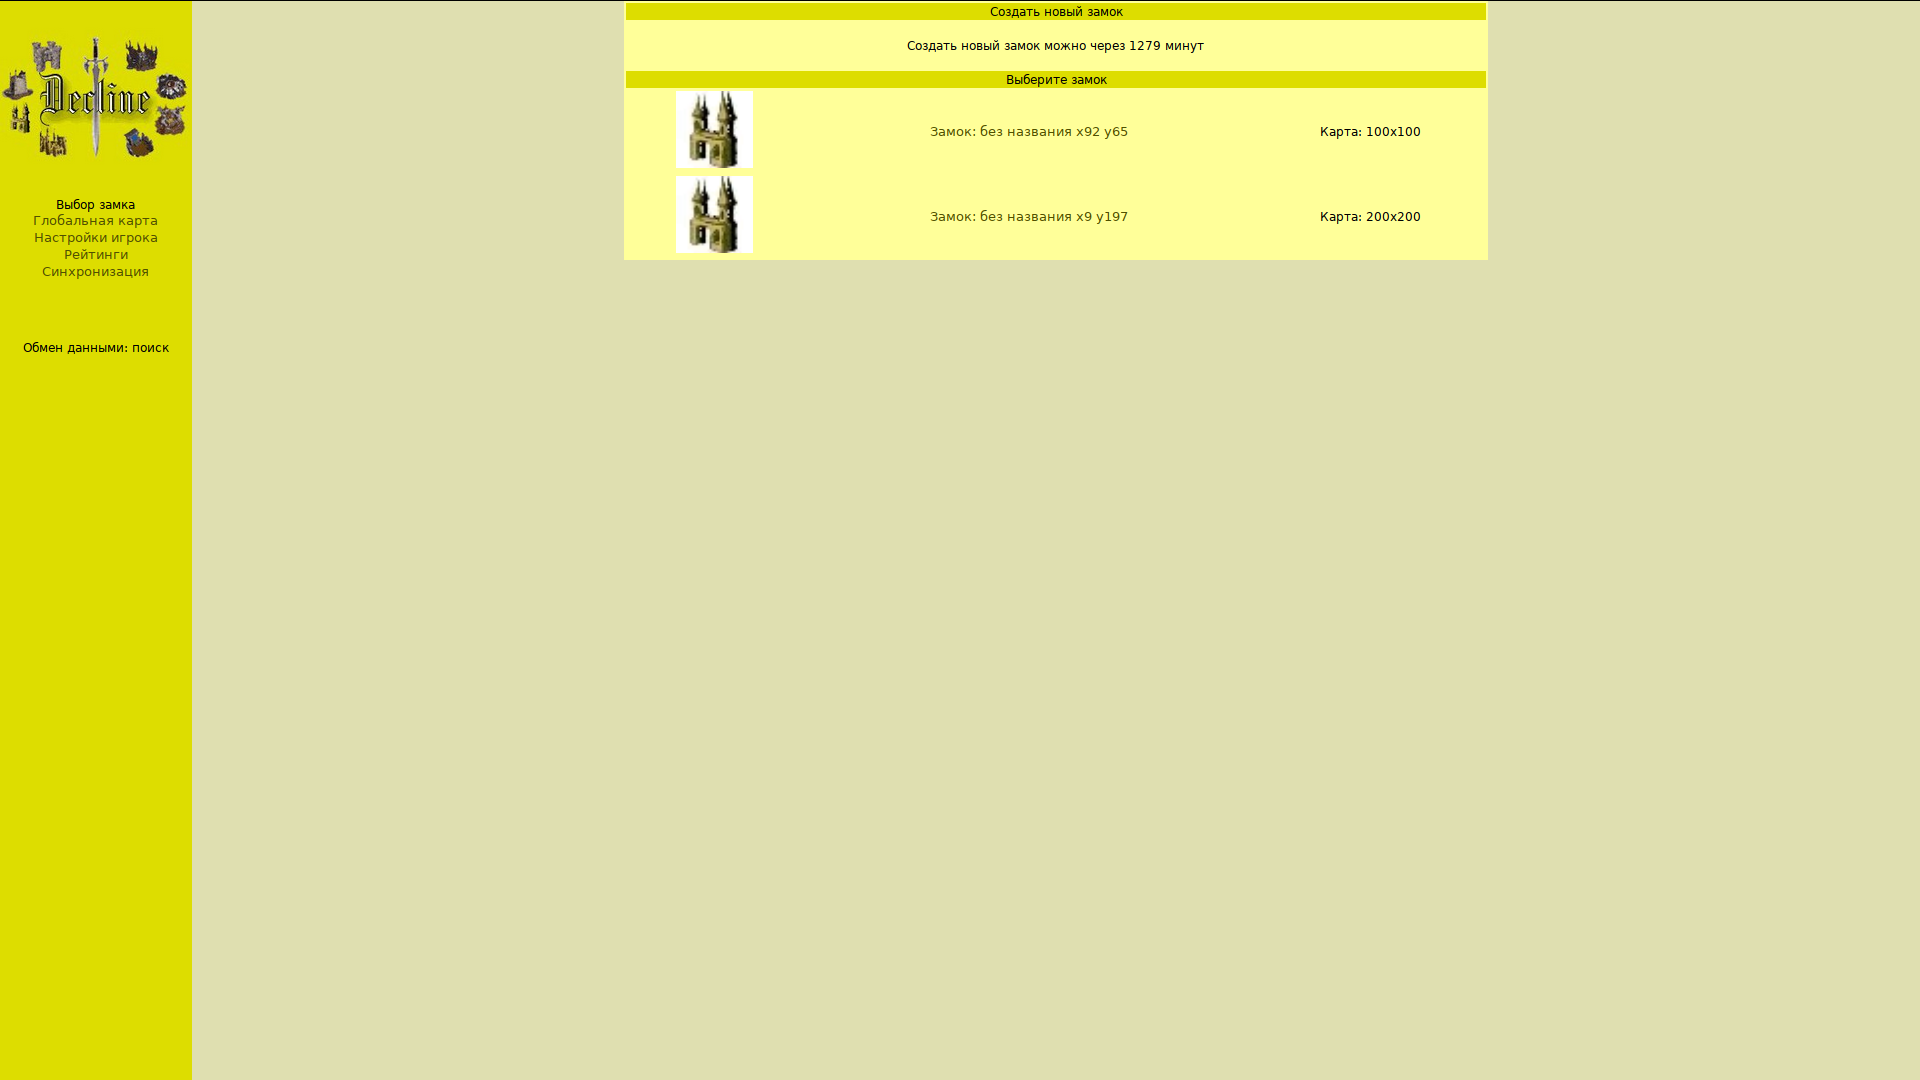 Decline
Выбор замка
Глобальная карта
Настройки игрока
Рейтинги
Синхронизация
Обмен данными: поиск
Создать новый замок
Создать новый замок можно через 1279 минут
Выберите замок
Замок: без названия x92 y65 Карта: 100x100
Замок: без названия x9 y197 Карта: 200x200